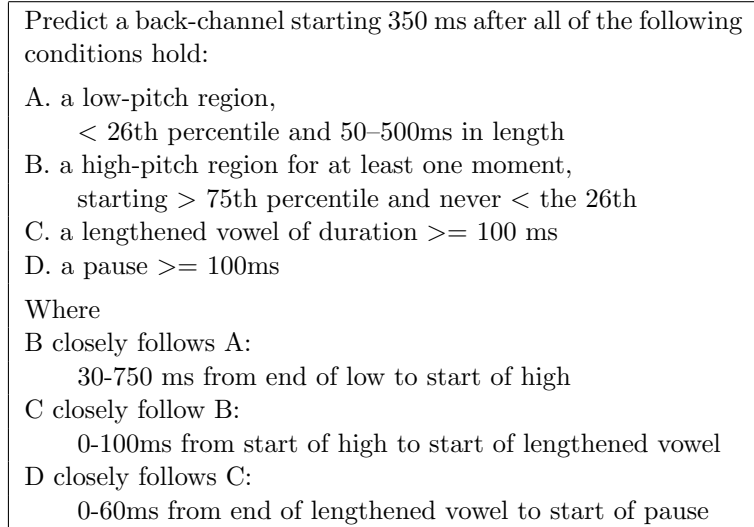 Predict a back-channel starting 350 ms after all of the following
conditions hold:
A. a low-pitch region,
< 26th percentile and 50–500ms in length
B. a high-pitch region for at least one moment,
starting > 75th percentile and never < the 26th
C. a lengthened vowel of duration >= 100 ms
D. a pause >= 100ms
Where
B closely follows A:
30-750 ms from end of low to start of high
C closely follow B:
0-100ms from start of high to start of lengthened vowel
D closely follows C:
0-60ms from end of lengthened vowel to start of pause